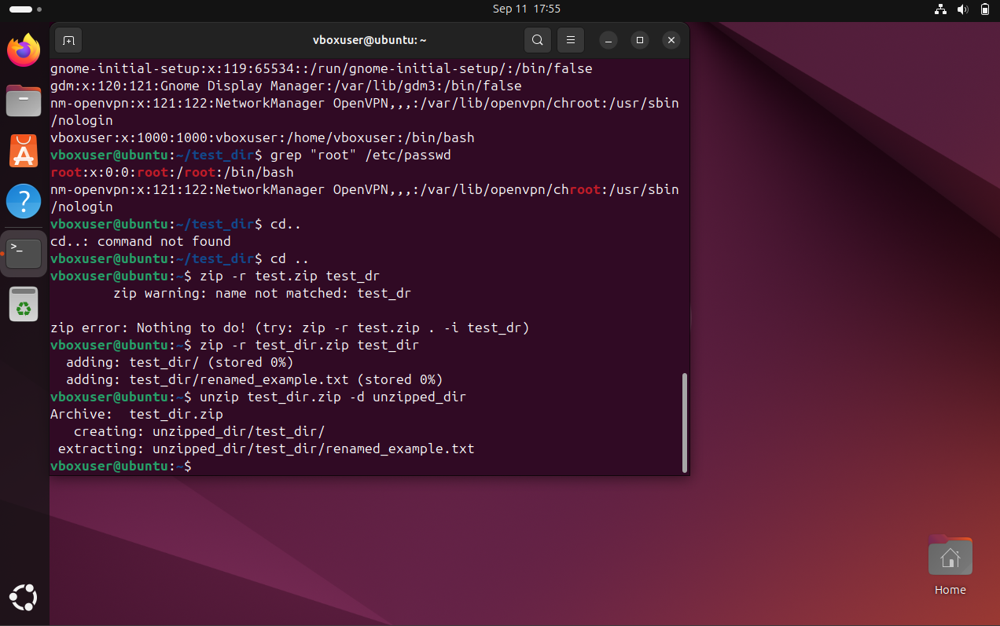 Sep 11 17:55
vboxuser@ubuntu: ~
gnome-initial-setup:x:119:65534::/run/gnome-initial-setup/:/bin/false
gdm:x:120:121:Gnome Display Manager:/var/lib/gdm3:/bin/false
nm-openvpn:x:121:122:NetworkManager OpenVPN,,,:/var/lib/openvpn/chroot:/usr/sbin
/nologin
vboxuser:x:1000:1000:vboxuser:/home/vboxuser:/bin/bash
vboxuser@ubuntu:~/test_dir$ grep "root" /etc/passwd
root:x:0:0:root:/root:/bin/bash
nm-openvpn:x:121:122:NetworkManager OpenVPN,,,:/var/lib/openvpn/chroot:/usr/sbin
/nologin
vboxuser@ubuntu:~/test_dir$ cd..
cd..: command not found
vboxuser@ubuntu:~/test_dir$ cd ..
vboxuser@ubuntu:~$ zip -r test.zip test_dr
        zip warning: name not matched: test_dr

zip error: Nothing to do! (try: zip -r test.zip . -i test_dr)
vboxuser@ubuntu:~$ zip -r test_dir.zip test_dir
  adding: test_dir/ (stored 0%)
  adding: test_dir/renamed_example.txt (stored 0%)
vboxuser@ubuntu:~$ unzip test_dir.zip -d unzipped_dir
Archive:  test_dir.zip
   creating: unzipped_dir/test_dir/
 extracting: unzipped_dir/test_dir/renamed_example.txt
vboxuser@ubuntu:~$
Home